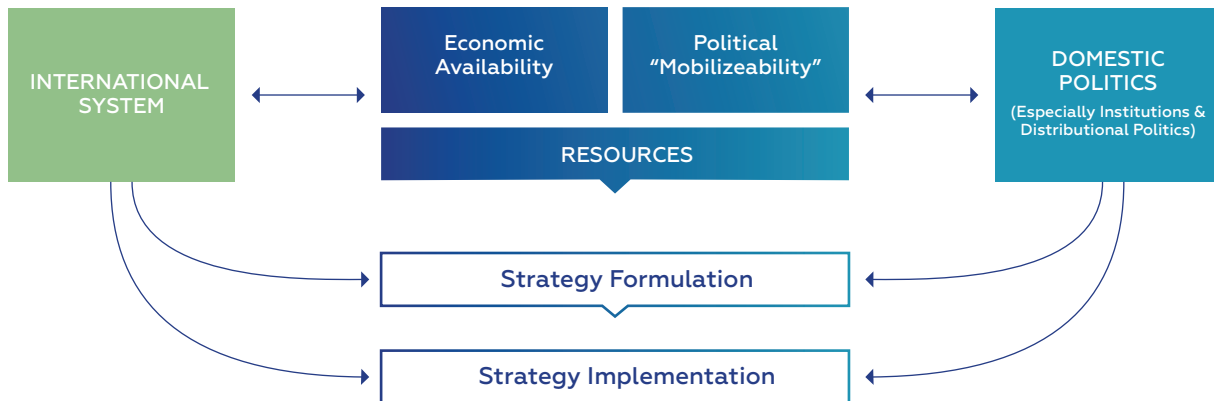 INTERNATIONAL
SYSTEM
Economic
Availability
Political
“Mobilizeability”
RESOURCES
DOMESTIC
POLITICS
(Especially Institutions &
Distributional Politics)
Strategy Formulation
Strategy Implementation